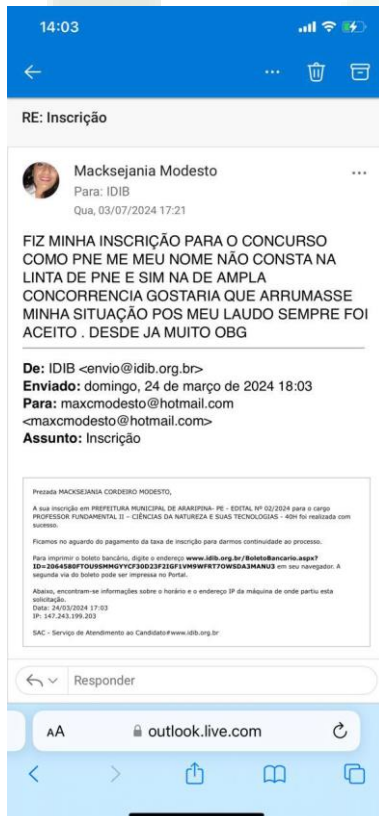 14:03
RE: Inscrição
Macksejania Modesto
Para: IDIB
Qua, 03/07/2024 17:21
FIZ MINHA INSCRIÇÃO PARA O CONCURSO
COMO PNE ME MEU NOME NÃO CONSTA NA
LINTA DE PNE E SIM NA DE AMPLA
CONCORRENCIA GOSTARIA QUE ARRUMASSE
MINHA SITUAÇÃO POS MEU LAUDO SEMPRE FOI
ACEITO . DESDE JA MUITO OBG
De: IDIB <envio@idib.org.br>
Enviado: domingo, 24 de março de 2024 18:03
Para: maxcmodesto@hotmail.com
<maxcmodesto@hotmail.com>
Assunto: Inscrição
Prezada MACKSEJANIA CORDEIRO MODESTO,
A sua inscrição em PREFEITURA MUNICIPAL DE ARARIPINA- PE - EDITAL Nº 02/2024 para o cargo
PROFESSOR FUNDAMENTAL II – CIÊNCIAS DA NATUREZA E SUAS TECNOLOGIAS - 40H foi realizada com
sucesso.
Ficamos no aguardo do pagamento da taxa de inscrição para darmos continuidade ao processo.
Para imprimir o boleto bancário, digite o endereço www.idib.org.br/BoletoBancario.aspx?
ID=2064580FTOU9SMMGYYCF30D23F2IGF1VM9WFRT7OWSDA3MANU3 em seu navegador. A
segunda via do boleto pode ser impressa no Portal.
Abaixo, encontram-se informações sobre o horário e o endereço IP da máquina de onde partiu esta
solicitação.
Data: 24/03/2024 17:03
IP: 147.243.199.203
SAC - Serviço de Atendimento ao Candidato#www.idib.org.br
Responder
AA outlook.live.com